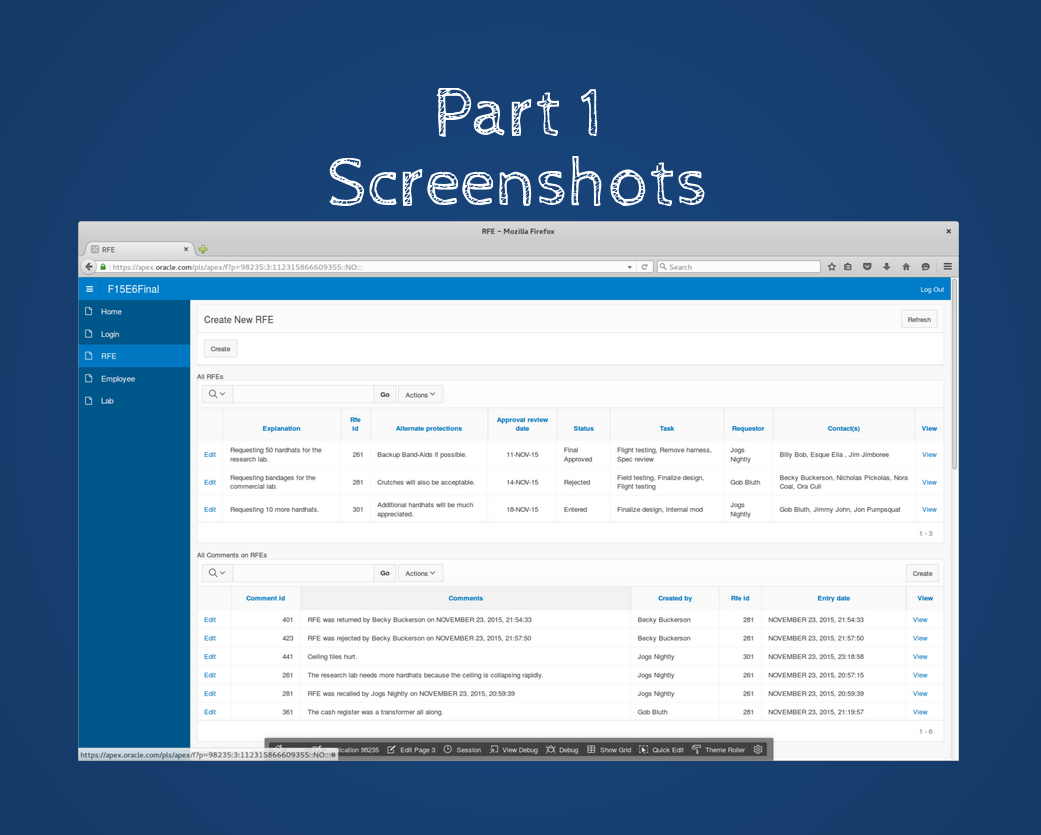 Part 1
Screenshots
RFE - Mozilla Firefox
RFE
https://apex.oracle.com/pls/apex/f?p=98235:3:112315866609355::NO:::
Search
F15E6Final
Log Out
Home
Login
RFE
Employee
Lab
Create New RFE
Refresh
Create
All RFEs
Go Actions
Explanation Rfe Id Alternate protections Approval review date Status Task Requestor Contact(s) View
Edit Requesting 50 hardhats for the research lab. 261 Backup Band-Aids if possible. 11-NOV-15 Final Approved Flight testing, Remove harness, Spec review Jogs Nightly Billy Bob, Esque Ella , Jim Jimboree View
Edit Requesting bandages for the commercial lab. 281 Crutches will also be acceptable. 14-NOV-15 Rejected Field testing, Finalize design, Flight testing Gob Bluth Becky Buckerson, Nicholas Pickolas, Nora Coal, Ora Cull View
Edit Requesting 10 more hardhats. 301 Additional hardhats will be much appreciated. 18-NOV-15 Entered Finalize design, Internal mod Jogs Nightly Gob Bluth, Jimmy John, Jon Pumpsquat View
1 - 3
All Comments on RFEs
Go Actions Create
Comment Id Comments Created by Rfe Id Entry date View
Edit 401 RFE was returned by Becky Buckerson on NOVEMBER 23, 2015, 21:54:33 Becky Buckerson 281 NOVEMBER 23, 2015, 21:54:33 View
Edit 423 RFE was rejected by Becky Buckerson on NOVEMBER 23, 2015, 21:57:50 Becky Buckerson 281 NOVEMBER 23, 2015, 21:57:50 View
Edit 441 Ceiling tiles hurt. Jogs Nightly 301 NOVEMBER 23, 2015, 23:18:58 View
Edit 261 The research lab needs more hardhats because the ceiling is collapsing rapidly. Jogs Nightly 261 NOVEMBER 23, 2015, 20:57:15 View
Edit 281 RFE was recalled by Jogs Nightly on NOVEMBER 23, 2015, 20:59:39 Jogs Nightly 261 NOVEMBER 23, 2015, 20:59:39 View
Edit 361 The cash register was a transformer all along. Gob Bluth 281 NOVEMBER 23, 2015, 21:19:57 View
1 - 6
98235 Edit Page 3 Session View Debug Debug Show Grid Quick Edit Theme Roller
https://apex.oracle.com/pls/apex/f?p=98235:3:112315866609355::NO:::#